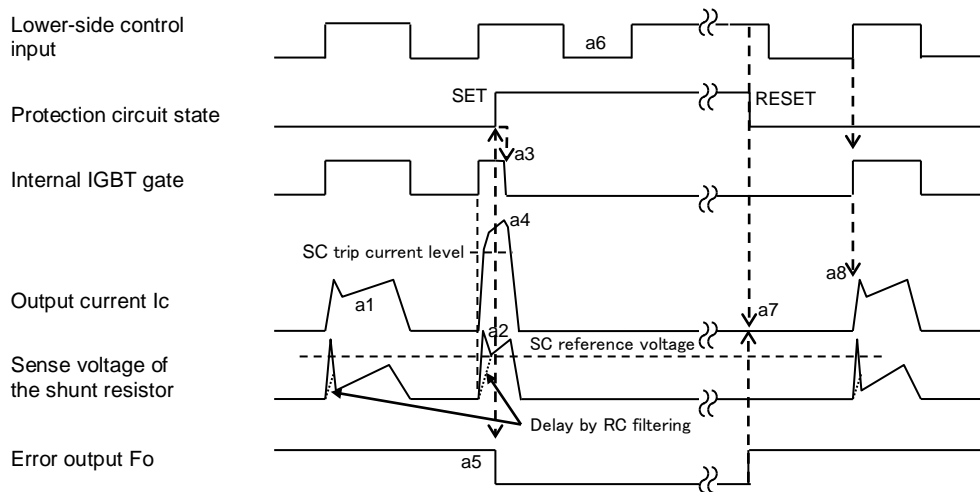 Lower-side control
input
a6
SET
RESET
Protection circuit state
a3
Internal IGBT gate
a4
SC trip current level
a8
Output current Ic
a1
a7
a2
SC reference voltage
Sense voltage of
the shunt resistor
Delay by RC filtering
Error output Fo
a5